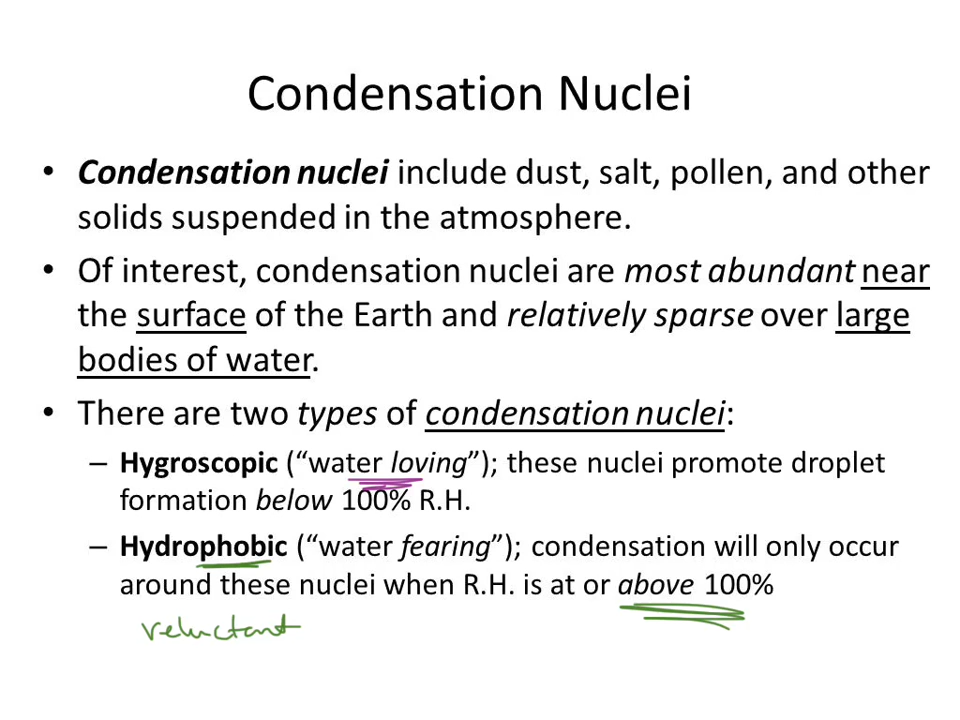 Condensation Nuclei
• Condensation nuclei include dust, salt, pollen, and other
solids suspended in the atmosphere.
• Of interest, condensation nuclei are most abundant near
the surface of the Earth and relatively sparse over large
bodies of water.
• There are two types of condensation nuclei:
– Hygroscopic (“water loving”); these nuclei promote droplet
formation below 100% R.H.
– Hydrophobic (“water fearing”); condensation will only occur
around these nuclei when R.H. is at or above 100%
reluctant